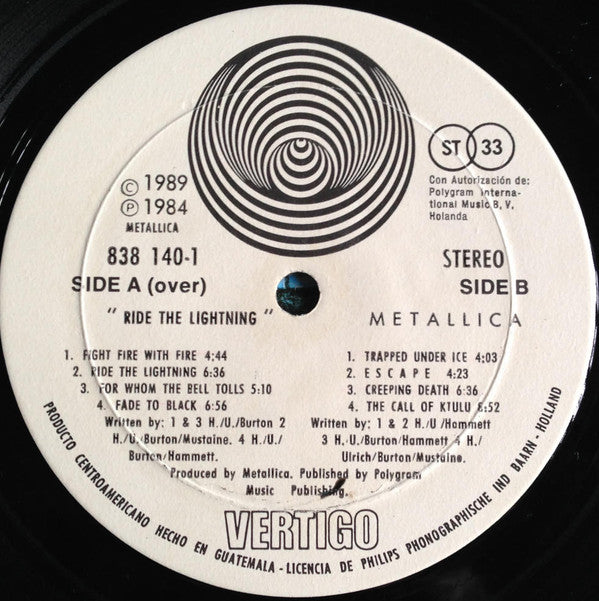 ST 33
Con Autorización de:
Polygram Interna-
tional Music B. V.
Holanda
© 1989
℗ 1984
METALLICA
838 140-1
STEREO
SIDE A (over)
SIDE B
" RIDE THE LIGHTNING "
METALLICA
1. FIGHT FIRE WITH FIRE 4:44
2. RIDE THE LIGHTNING 6:36
3. FOR WHOM THE BELL TOLLS 5:10
4. FADE TO BLACK 6:56
Written by: 1 & 3 H./U./Burton 2
H./U./Burton/Mustaine. 4 H./U./
Burton/Hammett.
1. TRAPPED UNDER ICE 4:03
2. ESCAPE 4:23
3. CREEPING DEATH 6:36
4. THE CALL OF KTULU 8:52
Written by: 1 & 2 H./U /Hammett
3 H./U./Burton/Hammett 4 H./
Ulrich/Burton/Mustaine.
Produced by Metallica. Published by Polygram
Music Publishing.
VERTIGO
PRODUCTO CENTROAMERICANO HECHO EN GUATEMALA - LICENCIA DE PHILIPS PHONOGRAPHISCHE IND BAARN - HOLLAND